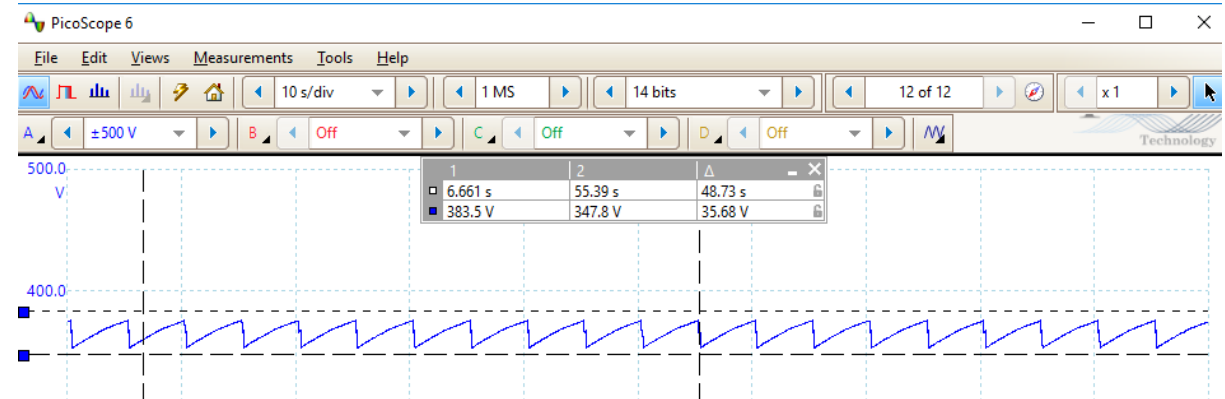 PicoScope 6
File Edit Views Measurements Tools Help
10 s/div 1 MS 14 bits 12 of 12 x 1
A ±500 V B Off C Off D Off
Technology
500.0
V
1 2 Δ
6.661 s 55.39 s 48.73 s
383.5 V 347.8 V 35.68 V
400.0